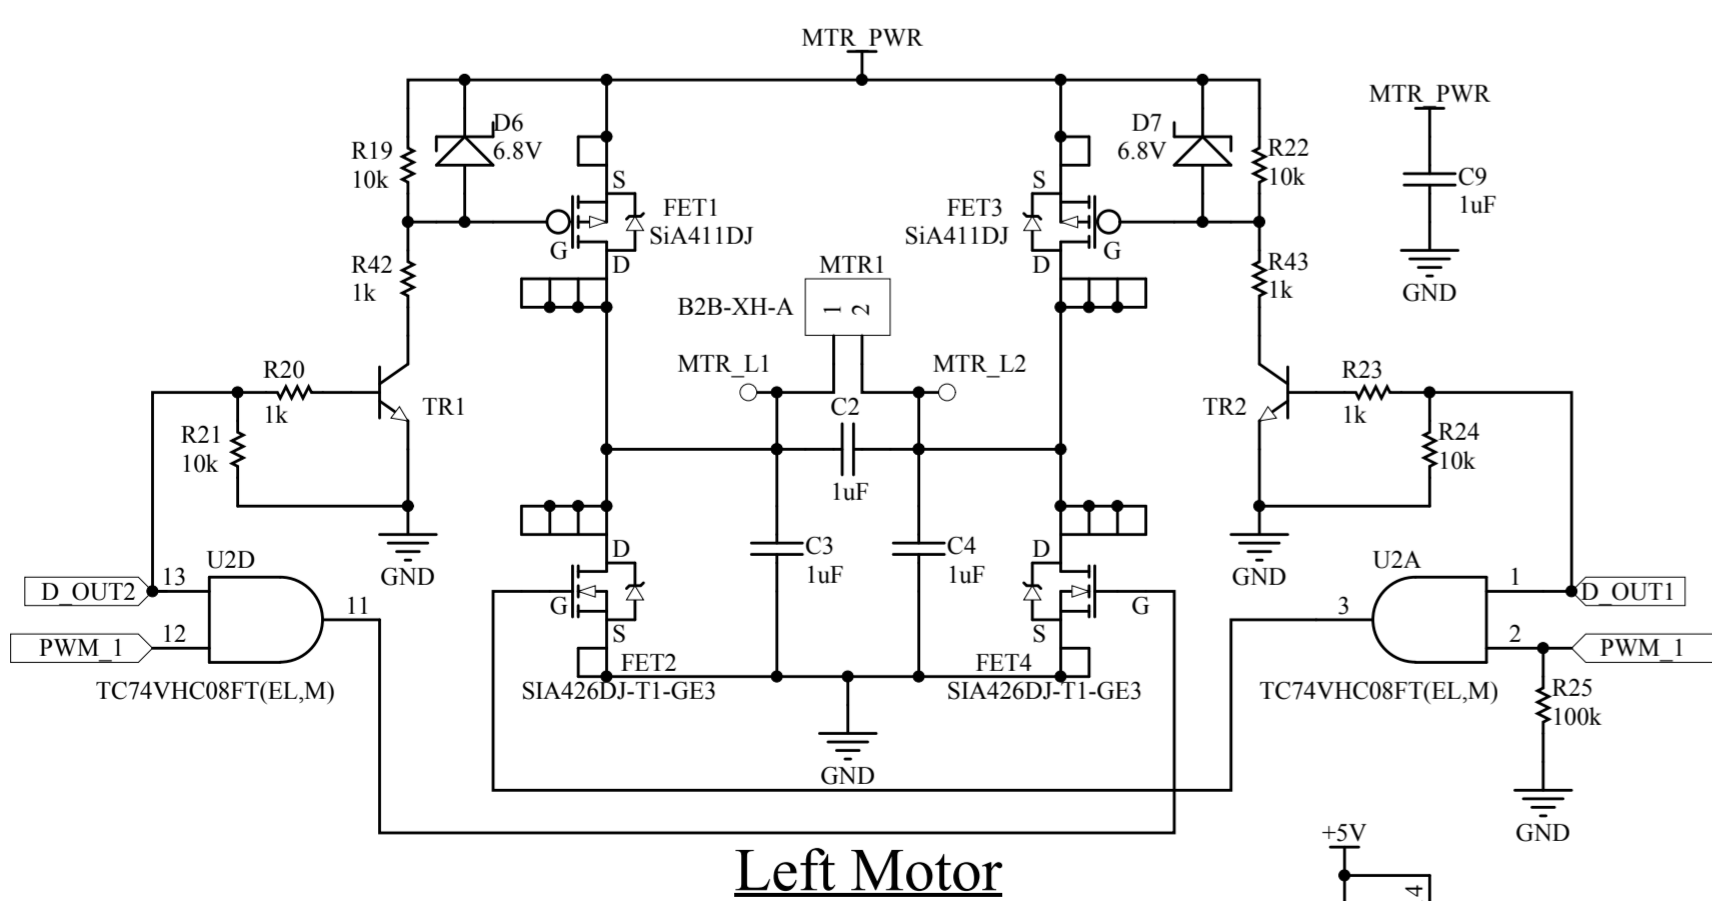 MTR_PWR
MTR_PWR
D6
6.8V
D7
6.8V
R19
10k
R22
10k
C9
1uF
S
S
FET1
SiA411DJ
FET3
SiA411DJ
G
D
D
G
R42
1k
MTR1
R43
1k
GND
B2B-XH-A
1
2
MTR_L1
MTR_L2
R20
1k
TR1
C2
1uF
TR2
R23
1k
R21
10k
R24
10k
U2D
GND
D
C3
1uF
C4
1uF
D
GND
U2A
D_OUT2
13
11
G
G
3
1
D_OUT1
PWM_1
12
S
S
2
PWM_1
FET2
SIA426DJ-T1-GE3
FET4
SIA426DJ-T1-GE3
TC74VHC08FT(EL,M)
TC74VHC08FT(EL,M)
R25
100k
GND
GND
+5V
Left Motor
4